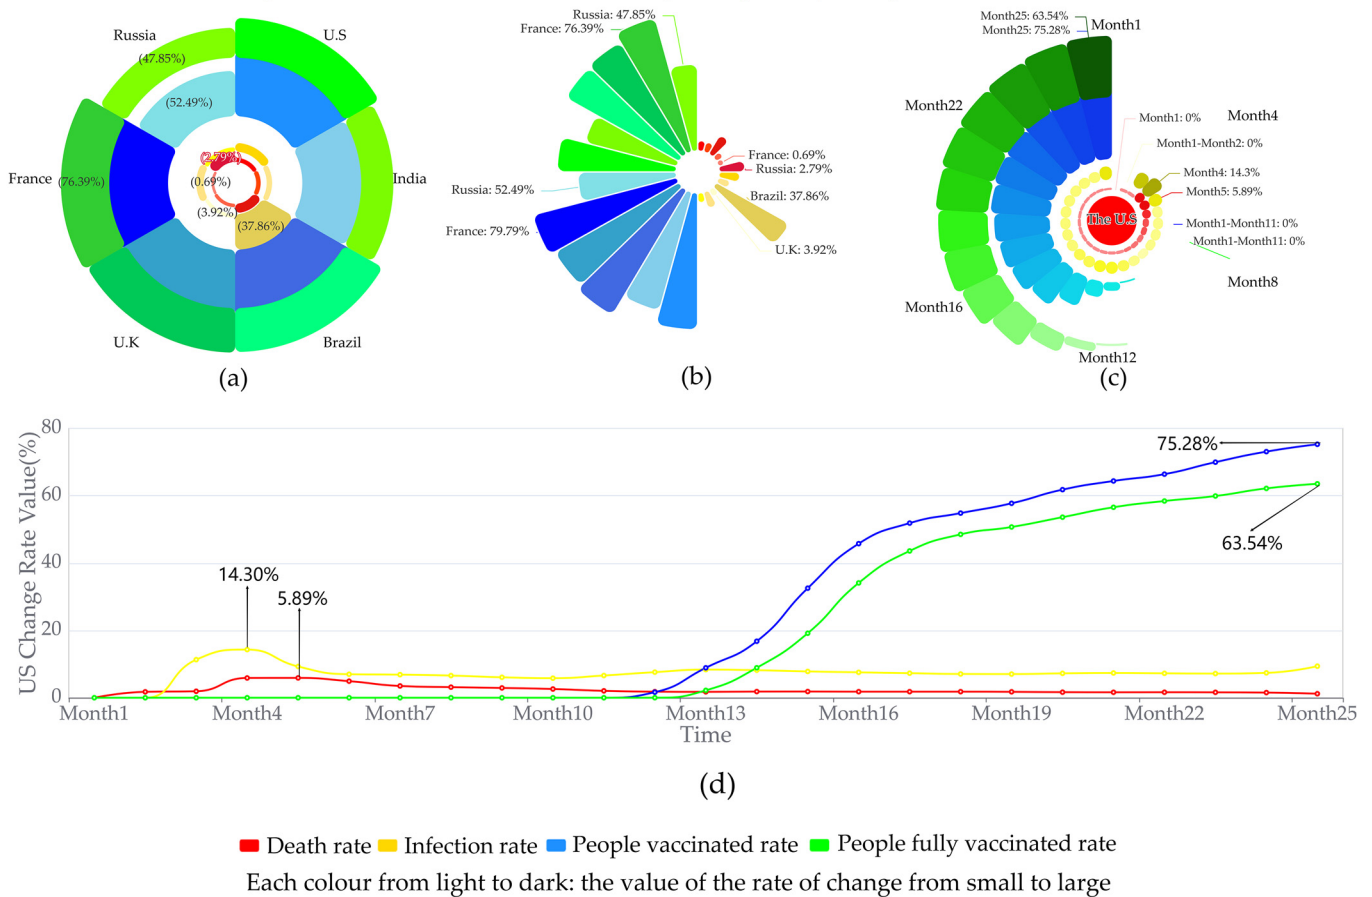 Russia
(47.85%)
U.S
(52.49%)
(2.79%)
France
(76.39%)
(0.69%)
India
(3.92%)
(37.86%)
U.K
Brazil
(a)
Russia: 47.85%
France: 76.39%
France: 0.69%
Russia: 2.79%
Russia: 52.49%
Brazil: 37.86%
France: 79.79%
U.K: 3.92%
(b)
Month25: 63.54%
Month25: 75.28%
Month1
Month22
Month1: 0%
Month4
Month1-Month2: 0%
Month4: 14.3%
Month5: 5.89%
The U.S
Month1-Month11: 0%
Month1-Month11: 0%
Month8
Month16
Month12
(c)
US Change Rate Value(%)
80
60
40
20
0
75.28%
63.54%
14.30%
5.89%
Month1 Month4 Month7 Month10 Month13 Month16 Month19 Month22 Month25
Time
(d)
Death rate Infection rate People vaccinated rate People fully vaccinated rate
Each colour from light to dark: the value of the rate of change from small to large